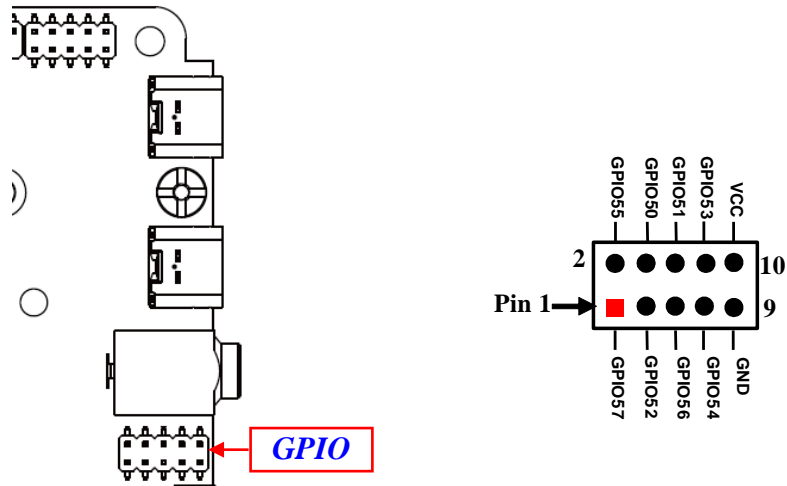 GPIO55
GPIO50
GPIO51
GPIO53
VCC
2
10
Pin 1
9
GPIO57
GPIO52
GPIO56
GPIO54
GND
GPIO